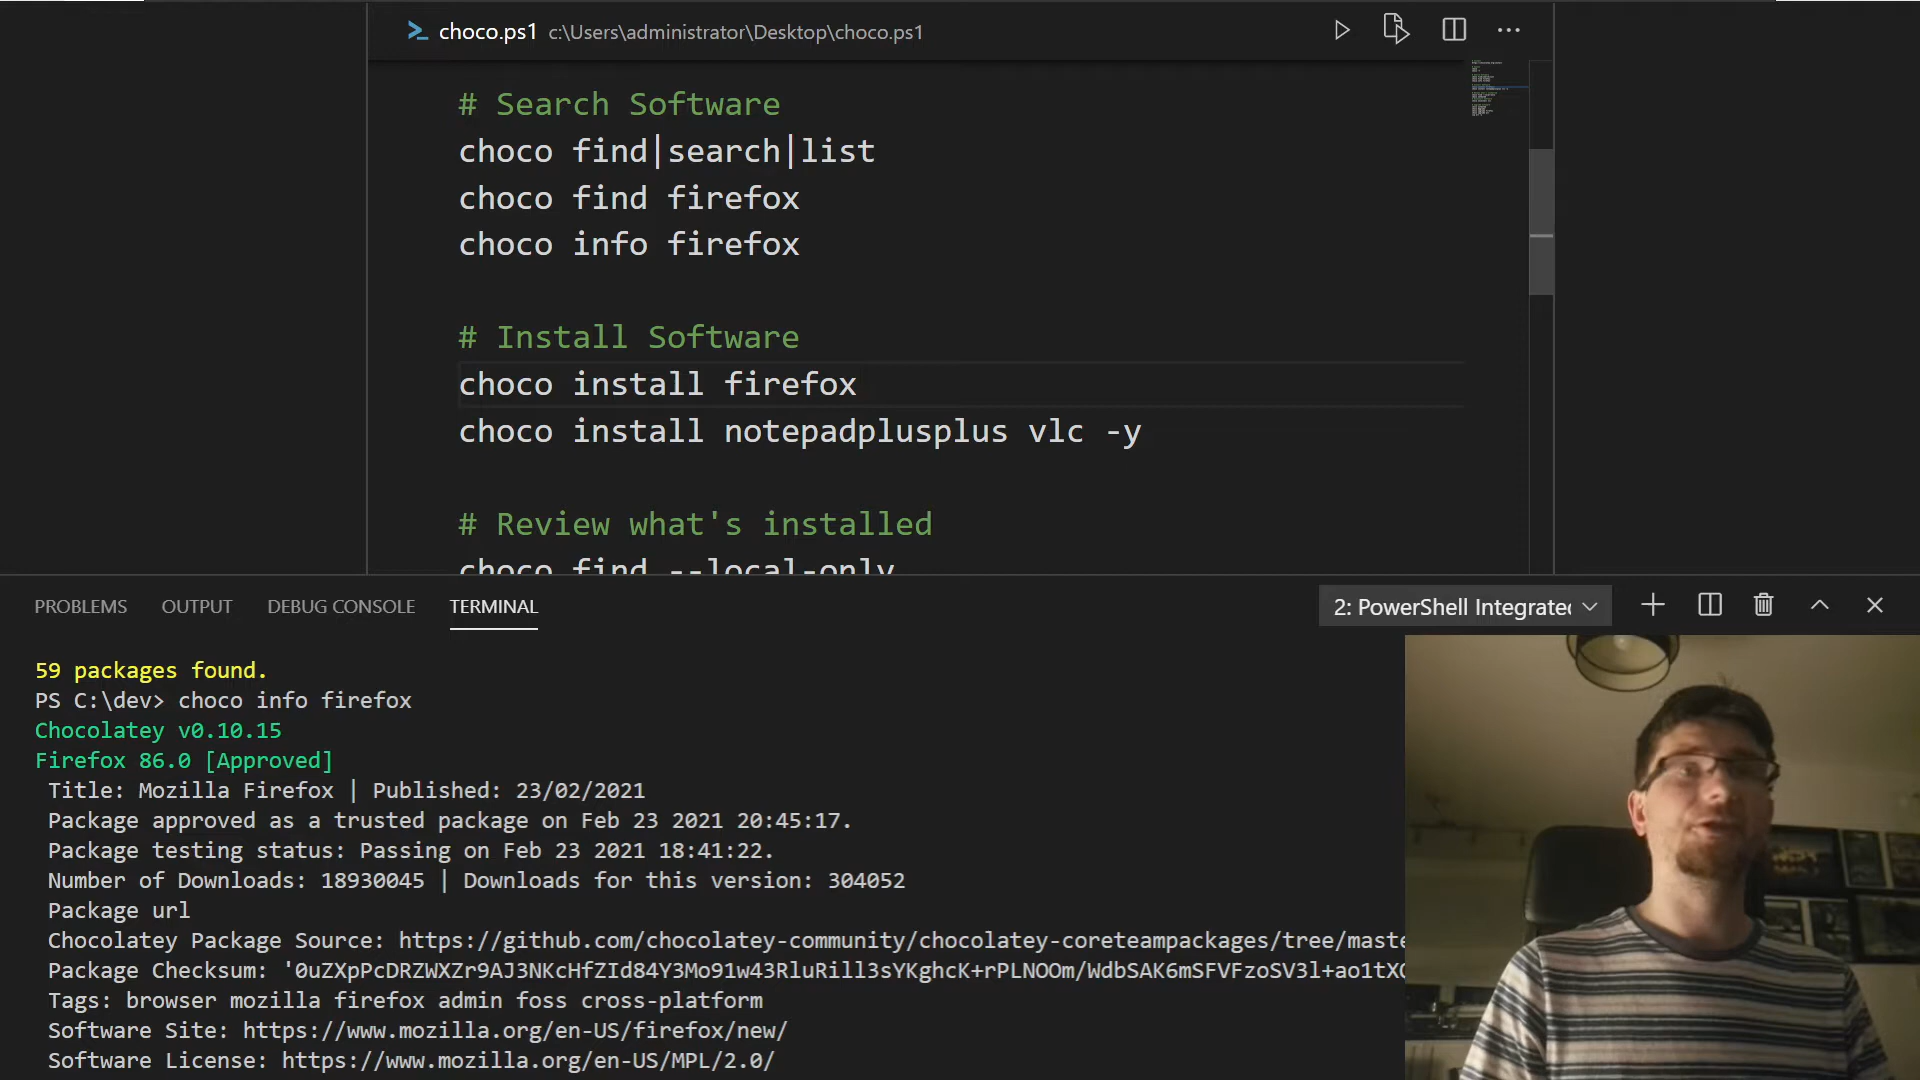 choco.ps1 c:\Users\administrator\Desktop\choco.ps1
# Search Software
choco find|search|list
choco find firefox
choco info firefox
# Install Software
choco install firefox
choco install notepadplusplus vlc -y
# Review what's installed
choco find --local-only
PROBLEMS OUTPUT DEBUG CONSOLE TERMINAL 2: PowerShell Integrated
59 packages found.
PS C:\dev> choco info firefox
Chocolatey v0.10.15
Firefox 86.0 [Approved]
Title: Mozilla Firefox | Published: 23/02/2021
Package approved as a trusted package on Feb 23 2021 20:45:17.
Package testing status: Passing on Feb 23 2021 18:41:22.
Number of Downloads: 18930045 | Downloads for this version: 304052
Package url
Chocolatey Package Source: https://github.com/chocolatey-community/chocolatey-coreteampackages/tree/maste
Package Checksum: '0uZXpPcDRZWXZr9AJ3NKcHfZId84Y3Mo91w43RluRill3sYKghcK+rPLNOOm/WdbSAK6mSFVFzoSV3l+ao1tX
Tags: browser mozilla firefox admin foss cross-platform
Software Site: https://www.mozilla.org/en-US/firefox/new/
Software License: https://www.mozilla.org/en-US/MPL/2.0/